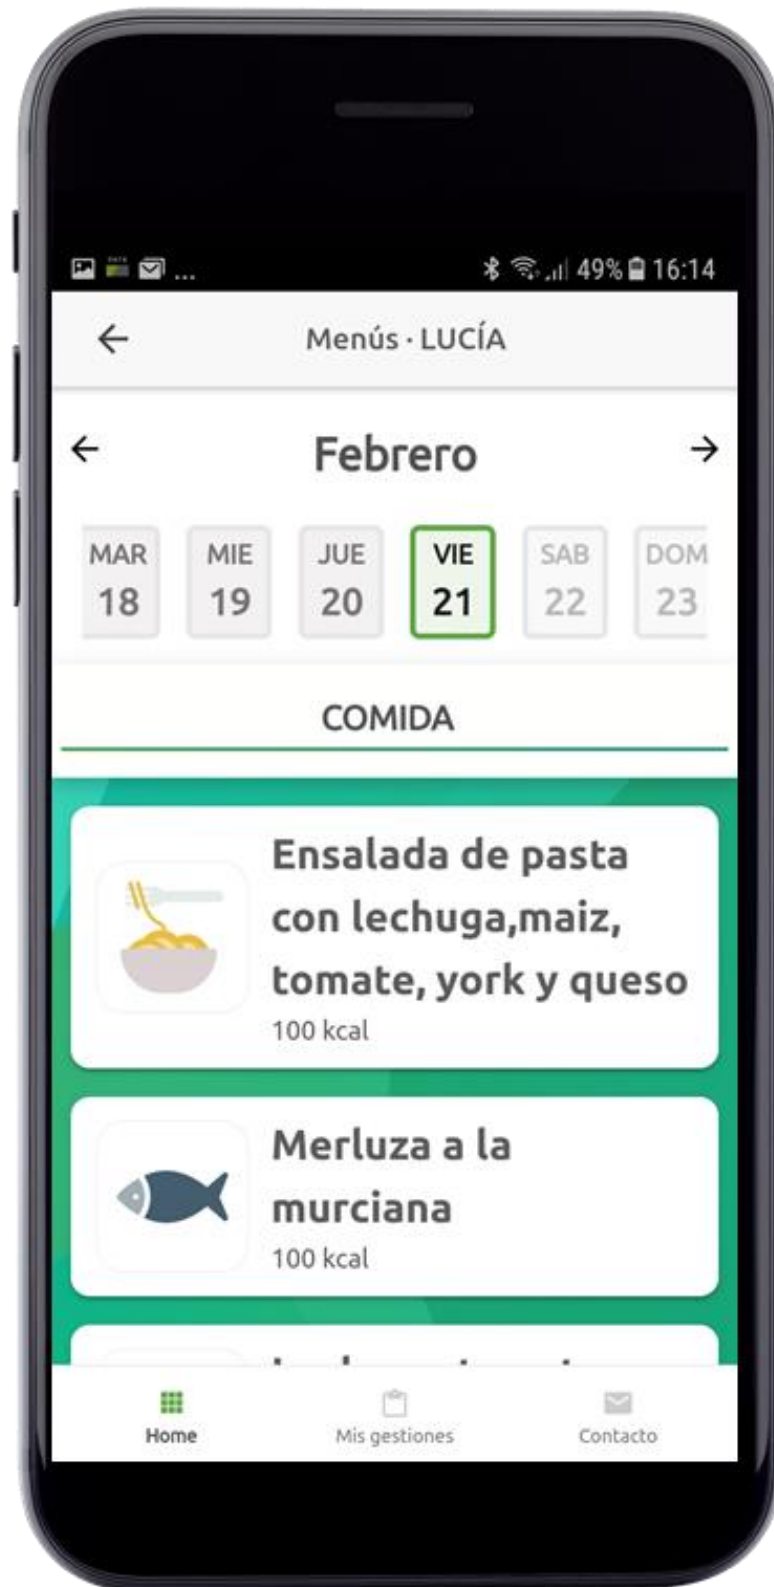 49% 16:14
Menús · LUCÍA
Febrero
MAR MIE JUE VIE SAB DOM
18 19 20 21 22 23
COMIDA
Ensalada de pasta
con lechuga,maiz,
tomate, york y queso
100 kcal
Merluza a la
murciana
100 kcal
Home Mis gestiones Contacto